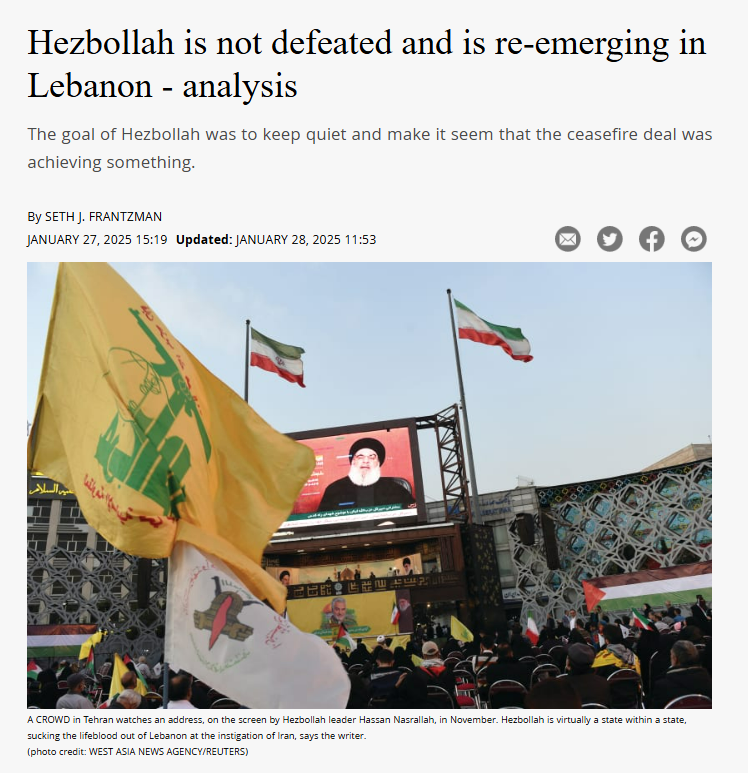 Hezbollah is not defeated and is re-emerging in
Lebanon - analysis
The goal of Hezbollah was to keep quiet and make it seem that the ceasefire deal was
achieving something.
By SETH J. FRANTZMAN
JANUARY 27, 2025 15:19 Updated: JANUARY 28, 2025 11:53
A CROWD in Tehran watches an address, on the screen by Hezbollah leader Hassan Nasrallah, in November. Hezbollah is virtually a state within a state,
sucking the lifeblood out of Lebanon at the instigation of Iran, says the writer.
(photo credit: WEST ASIA NEWS AGENCY/REUTERS)